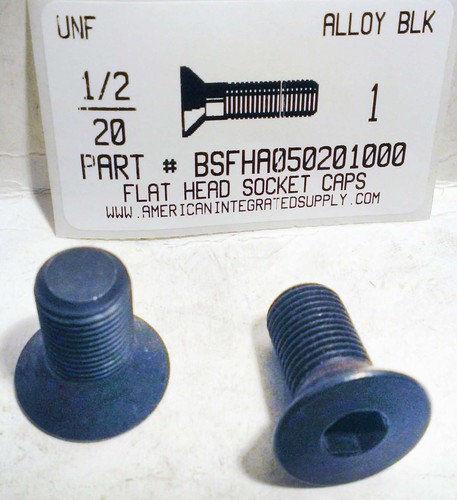 UNF ALLOY BLK
1/2
20
1
PART # BSFHA050201000
FLAT HEAD SOCKET CAPS
WWW.AMERICANINTEGRATEDSUPPLY.COM